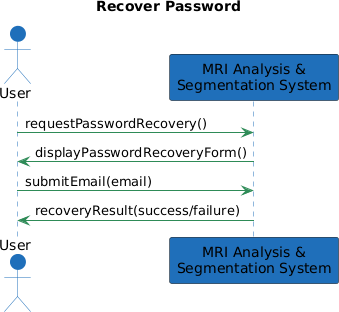 Recover Password
User
MRI Analysis &
Segmentation System
requestPasswordRecovery()
displayPasswordRecoveryForm()
submitEmail(email)
recoveryResult(success/failure)
User
MRI Analysis &
Segmentation System